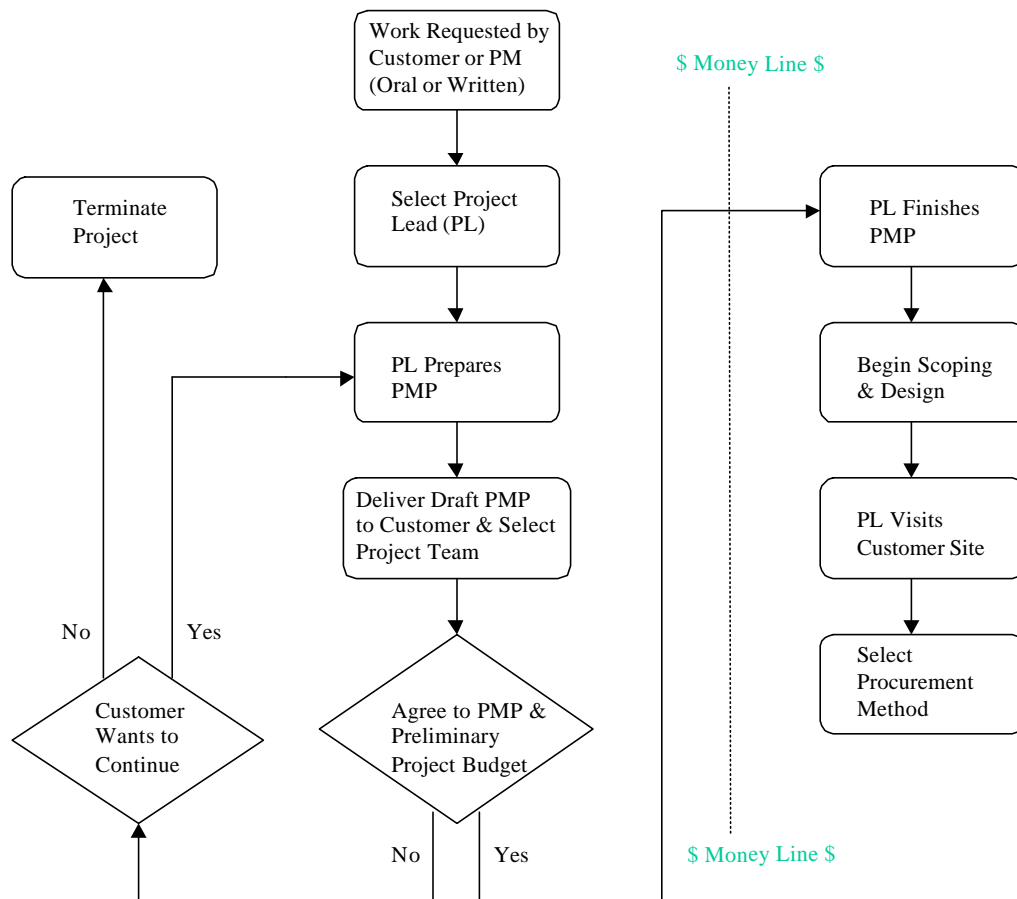 Work Requested by
Customer or PM
(Oral or Written)
$ Money Line $
Terminate
Project
Select Project
Lead (PL)
PL Finishes
PMP
PL Prepares
PMP
Begin Scoping
& Design
Deliver Draft PMP
to Customer & Select
Project Team
PL Visits
Customer Site
No
Yes
Customer
Wants to
Continue
Agree to PMP &
Preliminary
Project Budget
Select
Procurement
Method
No
Yes
$ Money Line $